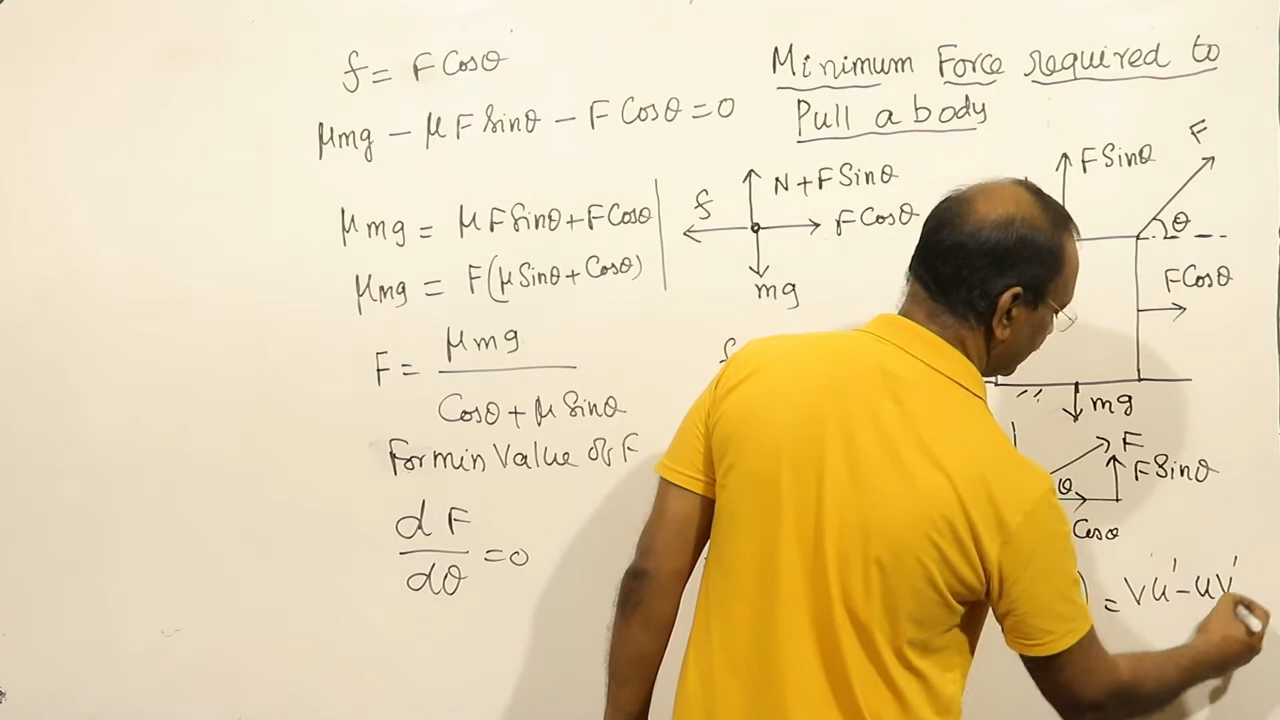 f = F Cosθ
μmg − μF Sinθ − F Cosθ = 0
μmg = μF Sinθ + F Cosθ
μmg = F(μSinθ + Cosθ)
F = μmg
Cosθ + μ Sinθ
For min Value of F
dF
dθ
= 0
Minimum Force required to
Pull a body
N + F Sinθ
f
F Cosθ
mg
f
F Sinθ
F
θ
F Cosθ
mg
F
F Sinθ
θ
Cosθ
) = vu' − uv'